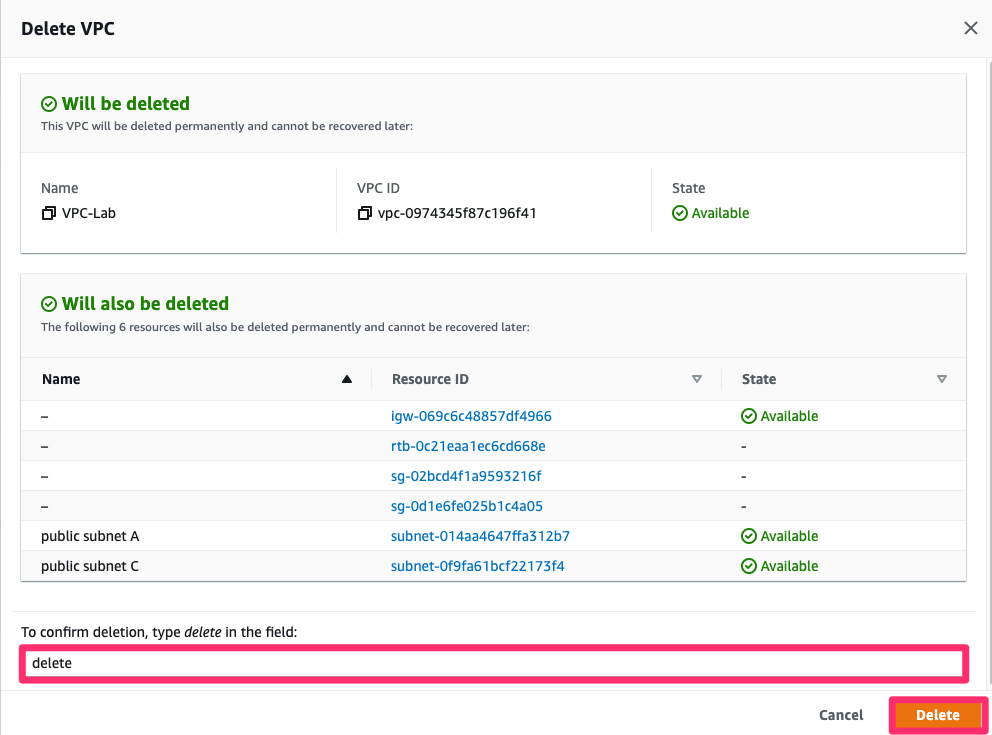 Delete VPC
Will be deleted
This VPC will be deleted permanently and cannot be recovered later:
Name VPC ID State
VPC-Lab vpc-0974345f87c196f41 Available
Will also be deleted
The following 6 resources will also be deleted permanently and cannot be recovered later:
Name Resource ID State
– igw-069c6c48857df4966 Available
– rtb-0c21eaa1ec6cd668e -
– sg-02bcd4f1a9593216f -
– sg-0d1e6fe025b1c4a05 -
public subnet A subnet-014aa4647ffa312b7 Available
public subnet C subnet-0f9fa61bcf22173f4 Available
To confirm deletion, type delete in the field:
delete
Cancel Delete